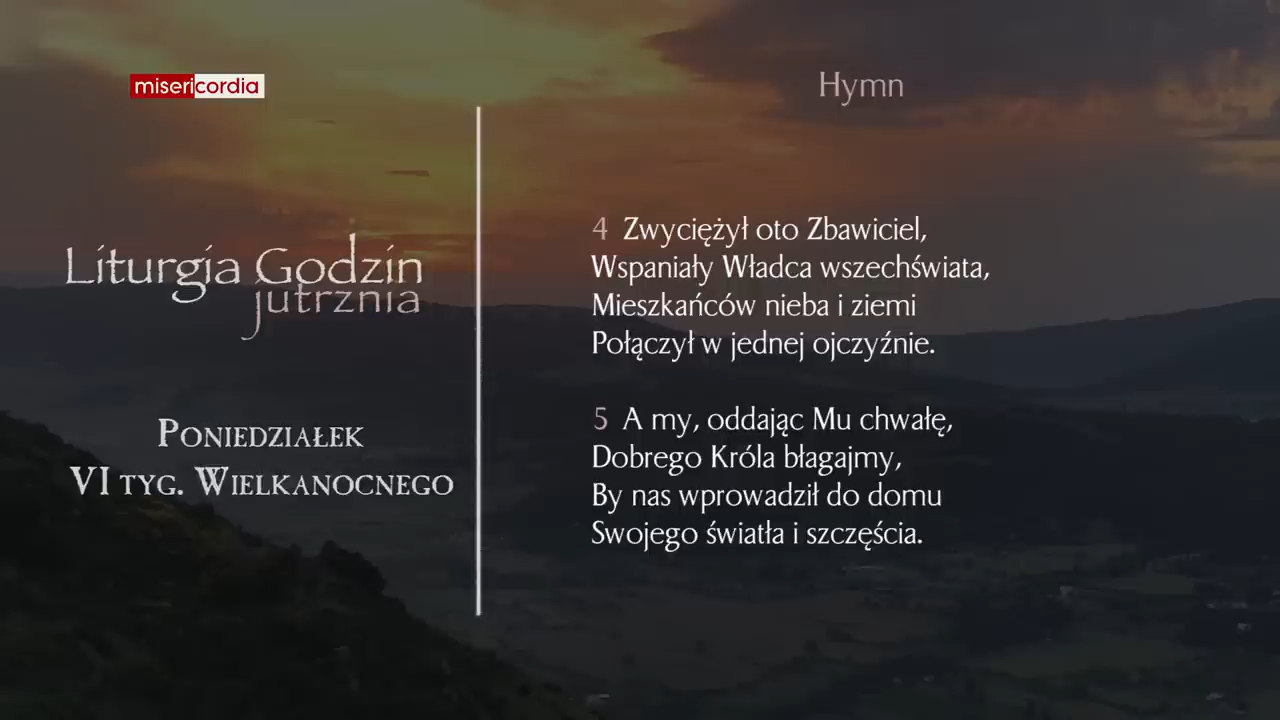 misericordia
Liturgia Godzin
jutrznia
Poniedziałek
VI tyg. Wielkanocnego
Hymn
4 Zwyciężył oto Zbawiciel,
Wspaniały Władca wszechświata,
Mieszkańców nieba i ziemi
Połączył w jednej ojczyźnie.
5 A my, oddając Mu chwałę,
Dobrego Króla błagajmy,
By nas wprowadził do domu
Swojego światła i szczęścia.